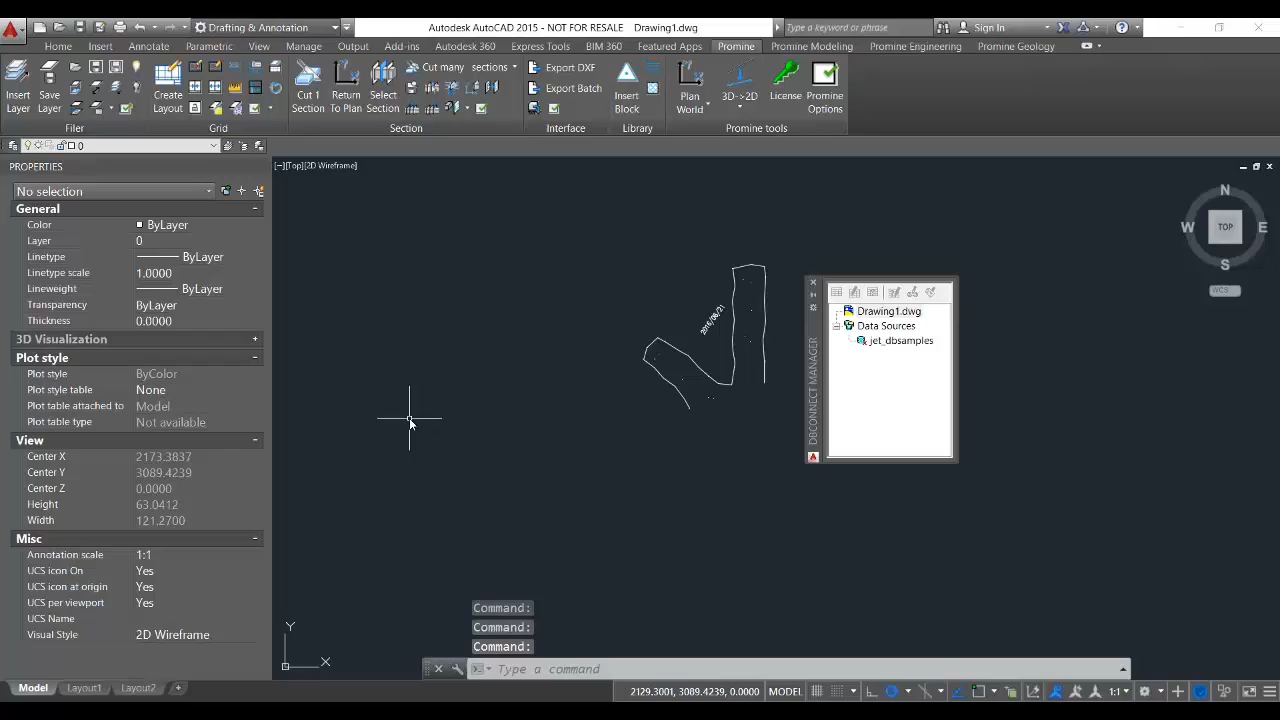 Drafting & Annotation
Autodesk AutoCAD 2015 - NOT FOR RESALE Drawing1.dwg
Type a keyword or phrase
Sign In
Home Insert Annotate Parametric View Manage Output Add-ins Autodesk 360 Express Tools BIM 360 Featured Apps Promine Promine Modeling Promine Engineering Promine Geology
Insert Layer
Save Layer
Create Layout
Cut 1 Section
Return To Plan
Select Section
Cut many sections
Export DXF
Export Batch
Insert Block
Plan World
3D->2D
License
Promine Options
Filer Grid Section Interface Library Promine tools
0
PROPERTIES
[−][Top][2D Wireframe]
No selection
General
Color ByLayer
Layer 0
Linetype ByLayer
Linetype scale 1.0000
Lineweight ByLayer
Transparency ByLayer
Thickness 0.0000
3D Visualization
Plot style
Plot style ByColor
Plot style table None
Plot table attached to Model
Plot table type Not available
View
Center X 2173.3837
Center Y 3089.4239
Center Z 0.0000
Height 63.0412
Width 121.2700
Misc
Annotation scale 1:1
UCS icon On Yes
UCS icon at origin Yes
UCS per viewport Yes
UCS Name
Visual Style 2D Wireframe
2016/06/21
DBCONNECT MANAGER
Drawing1.dwg
Data Sources
jet_dbsamples
N
W TOP E
S
WCS
Y
X
Command:
Command:
Command:
Type a command
Model Layout1 Layout2 +
2129.3001, 3089.4239, 0.0000 MODEL 1:1